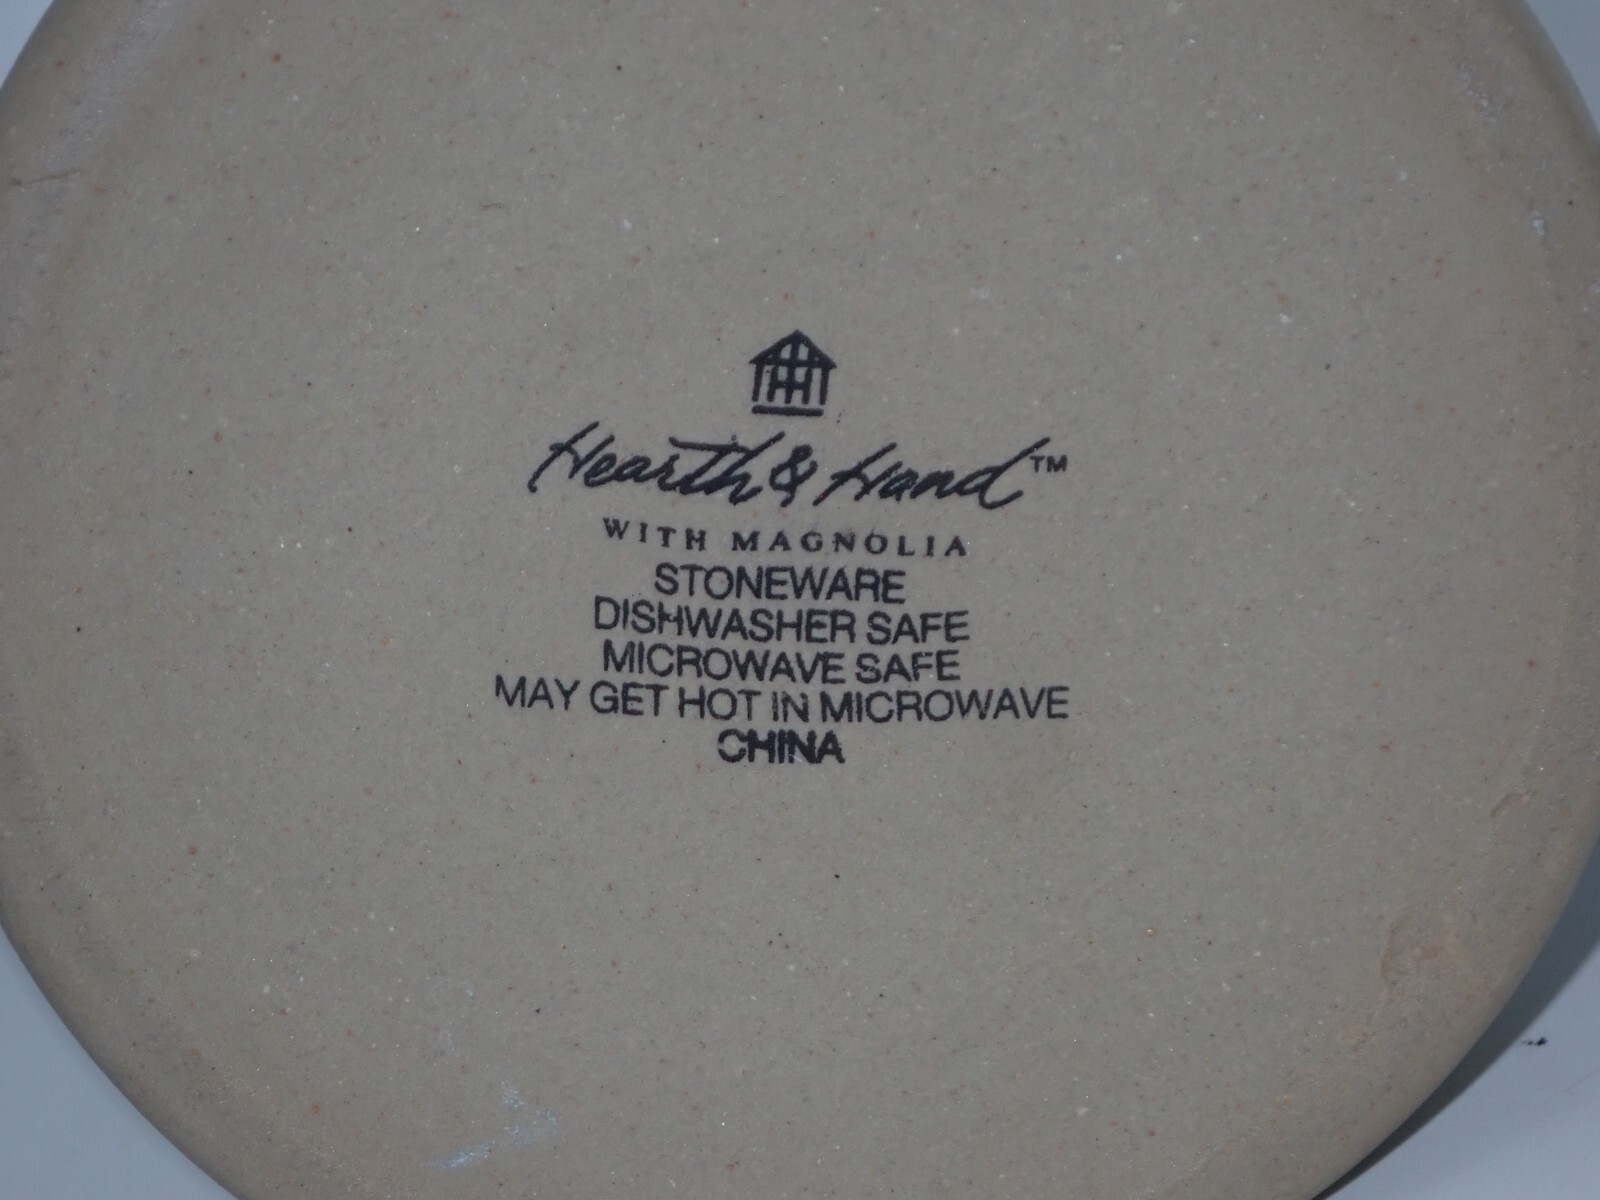 Hearth & Hand™
WITH MAGNOLIA
STONEWARE
DISHWASHER SAFE
MICROWAVE SAFE
MAY GET HOT IN MICROWAVE
CHINA